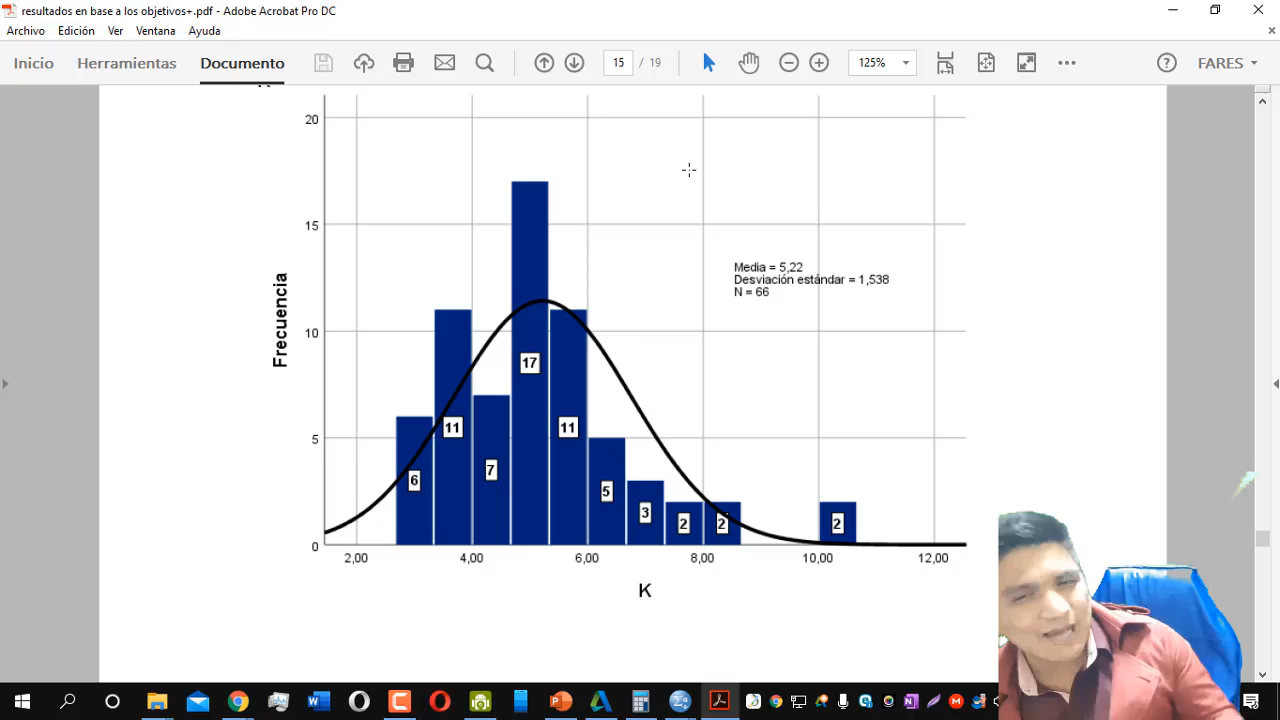 resultados en base a los objetivos+.pdf - Adobe Acrobat Pro DC
Archivo Edición Ver Ventana Ayuda
Inicio Herramientas Documento 15 / 19 125% FARES
20
15
10
5
0
Frecuencia
Media = 5,22
Desviación estándar = 1,538
N = 66
6
11
7
17
11
5
3
2
2
2
2,00 4,00 6,00 8,00 10,00 12,00
K